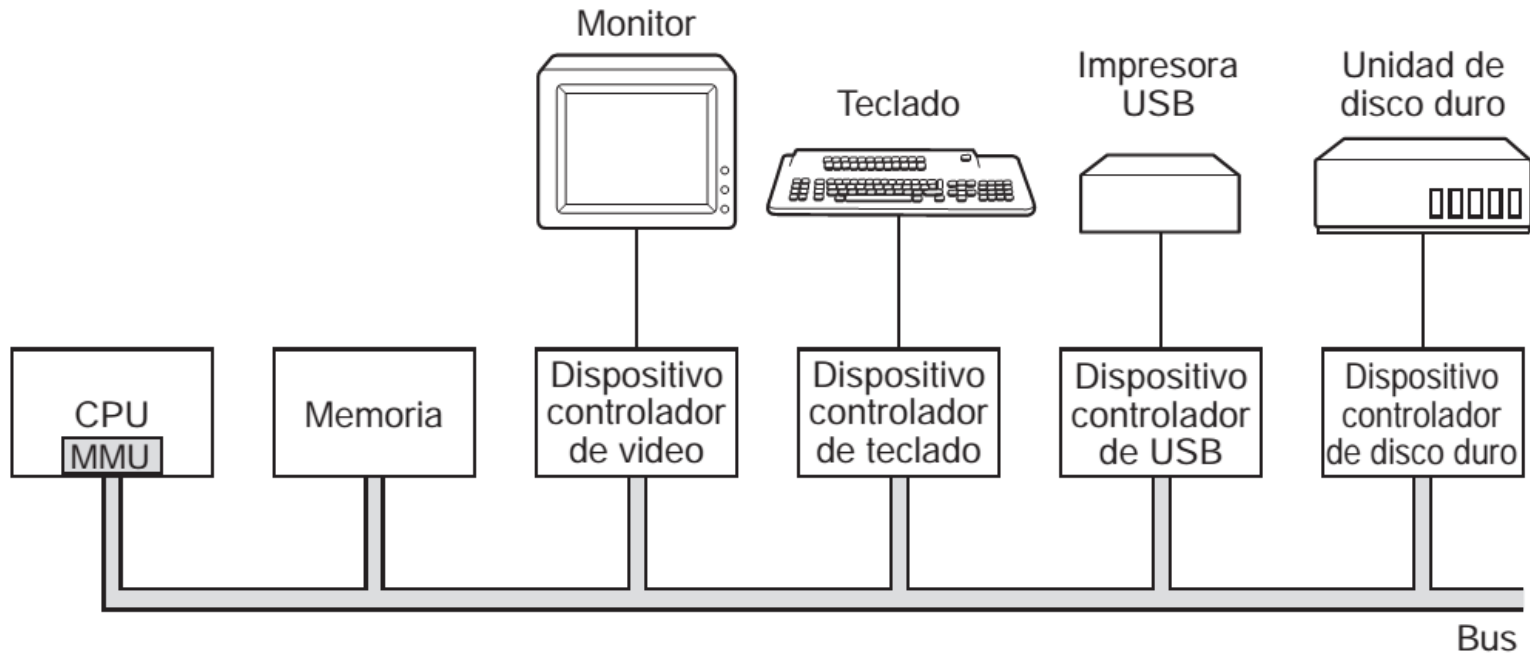 Monitor
Teclado
Impresora
USB
Unidad de
disco duro
CPU
MMU
Memoria
Dispositivo
controlador
de video
Dispositivo
controlador
de teclado
Dispositivo
controlador
de USB
Dispositivo
controlador
de disco duro
Bus